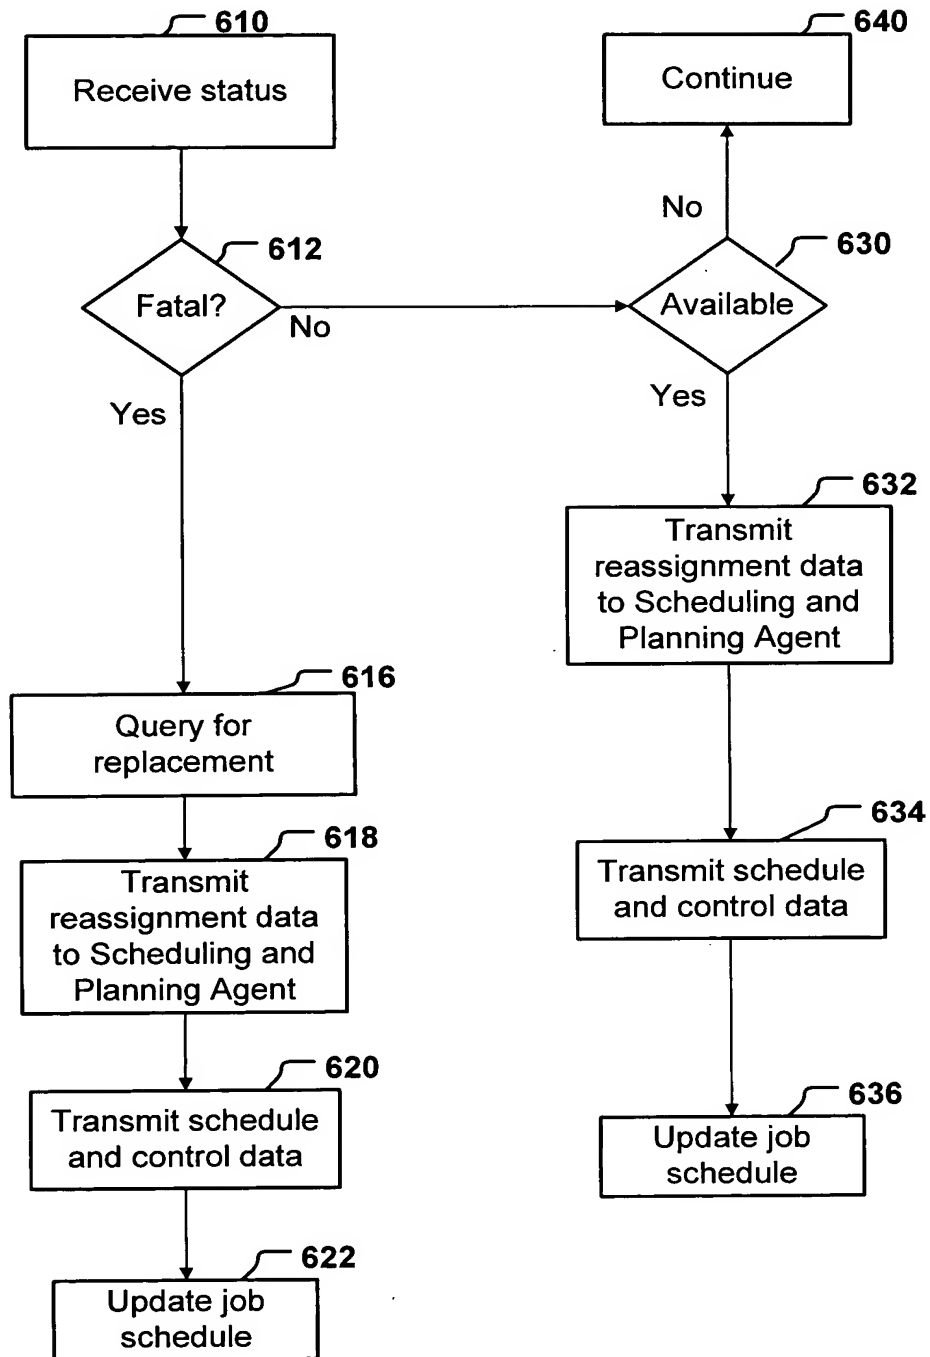 610
Receive status
640
Continue
612
Fatal?
No
Yes
630
Available
No
Yes
632
Transmit
reassignment data
to Scheduling and
Planning Agent
616
Query for
replacement
618
Transmit
reassignment data
to Scheduling and
Planning Agent
634
Transmit schedule
and control data
620
Transmit schedule
and control data
636
Update job
schedule
622
Update job
schedule